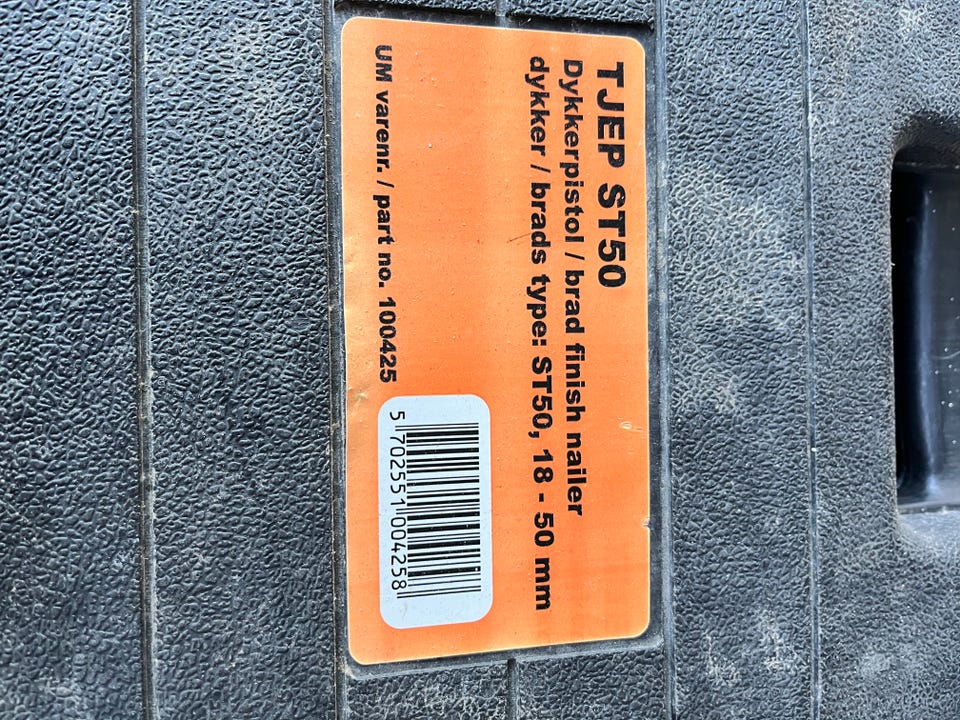 TJEP ST50
Dykkerpistol / brad finish nailer
dykker / brads type: ST50, 18 - 50 mm
UM varenr. / part no. 100425
5 702551 004258